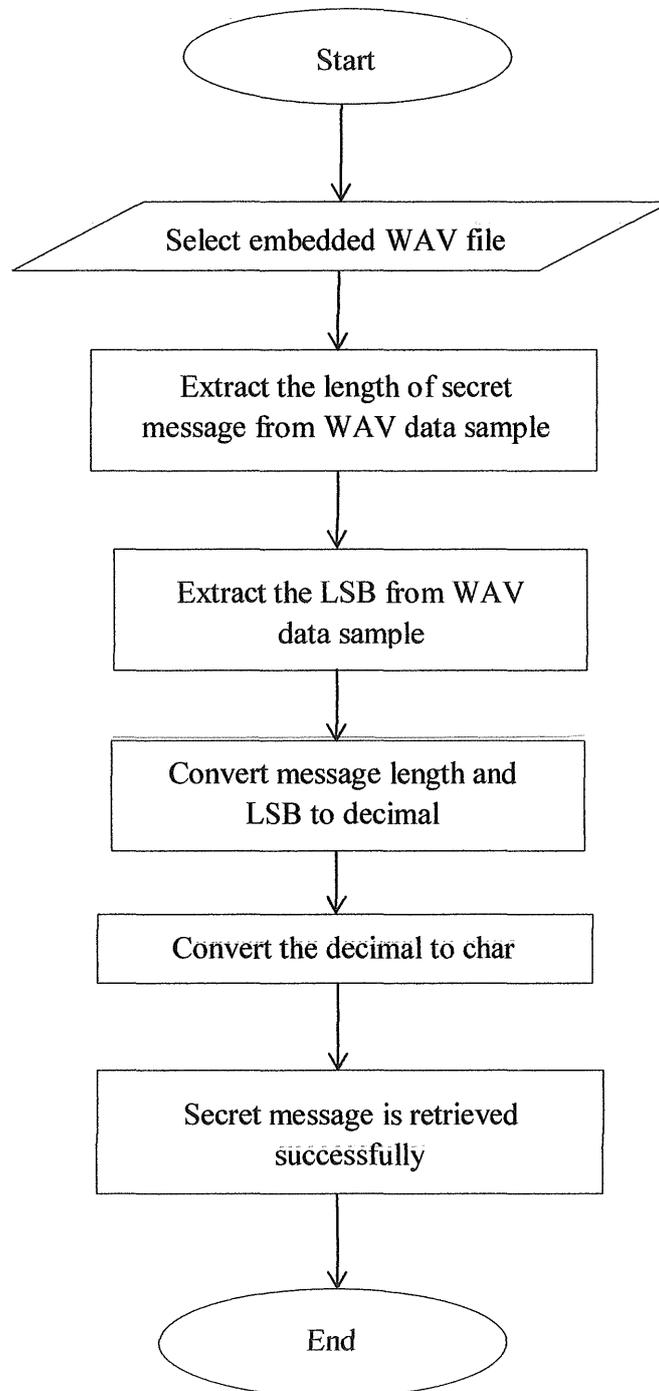 Start
Select embedded WAV file
Extract the length of secret
message from WAV data sample
Extract the LSB from WAV
data sample
Convert message length and
LSB to decimal
Convert the decimal to char
Secret message is retrieved
successfully
End